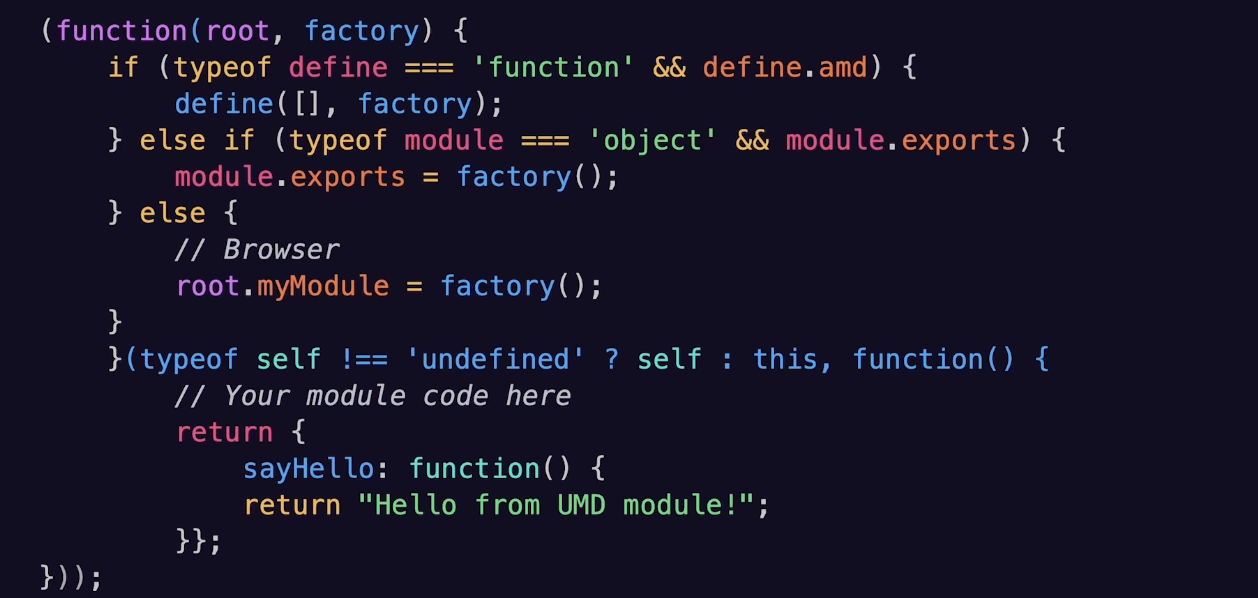 (function(root, factory) {
    if (typeof define === 'function' && define.amd) {
        define([], factory);
    } else if (typeof module === 'object' && module.exports) {
        module.exports = factory();
    } else {
        // Browser
        root.myModule = factory();
    }
    }(typeof self !== 'undefined' ? self : this, function() {
        // Your module code here
        return {
            sayHello: function() {
            return "Hello from UMD module!";
        }};
}));